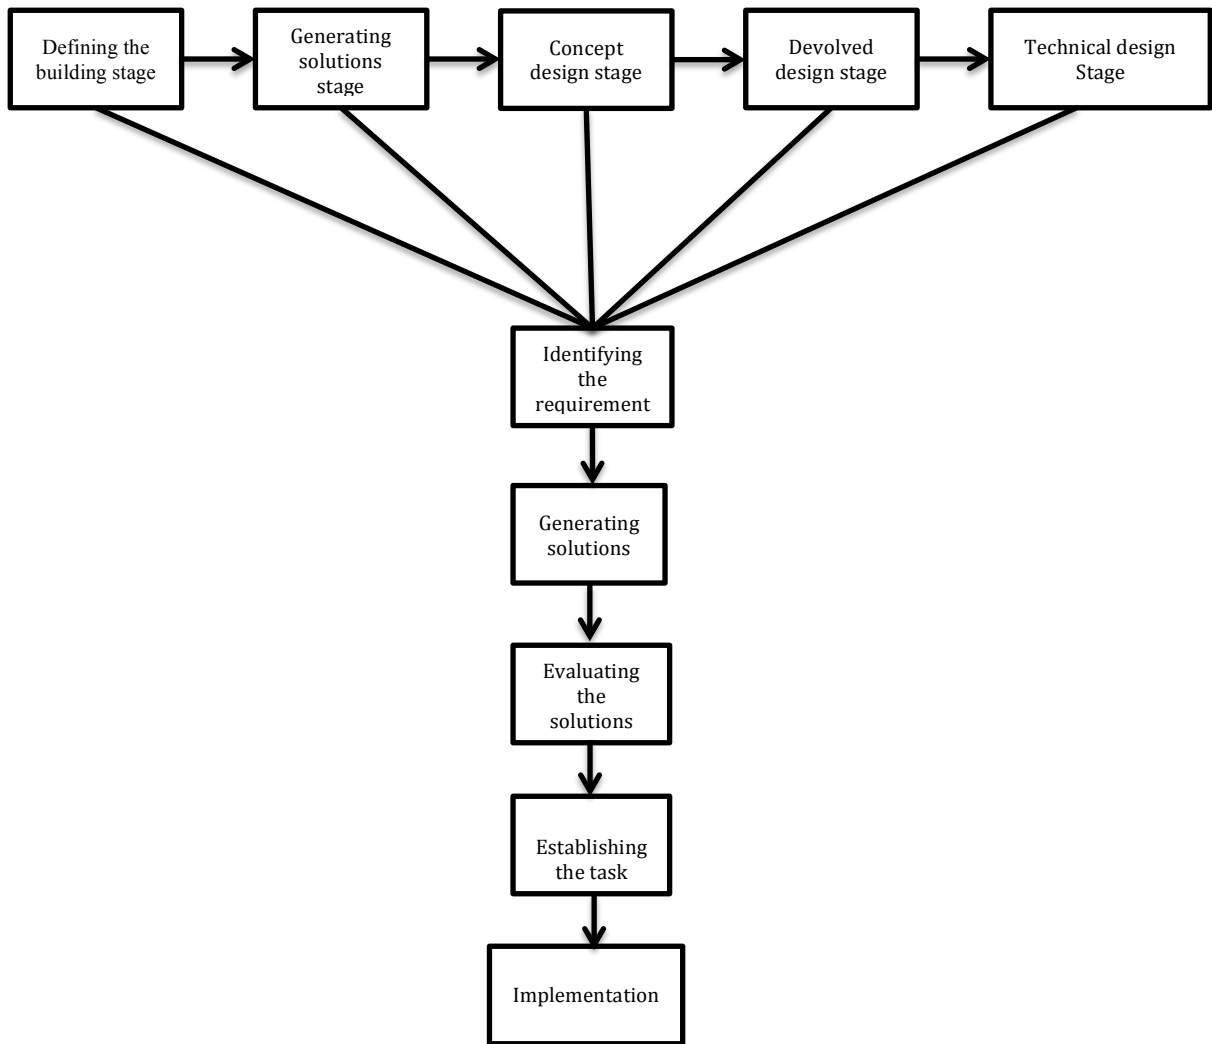 Defining the
building stage
Generating
solutions
stage
Concept
design stage
Devolved
design stage
Technical design
Stage
Identifying
the
requirement
Generating
solutions
Evaluating
the
solutions
Establishing
the task
Implementation